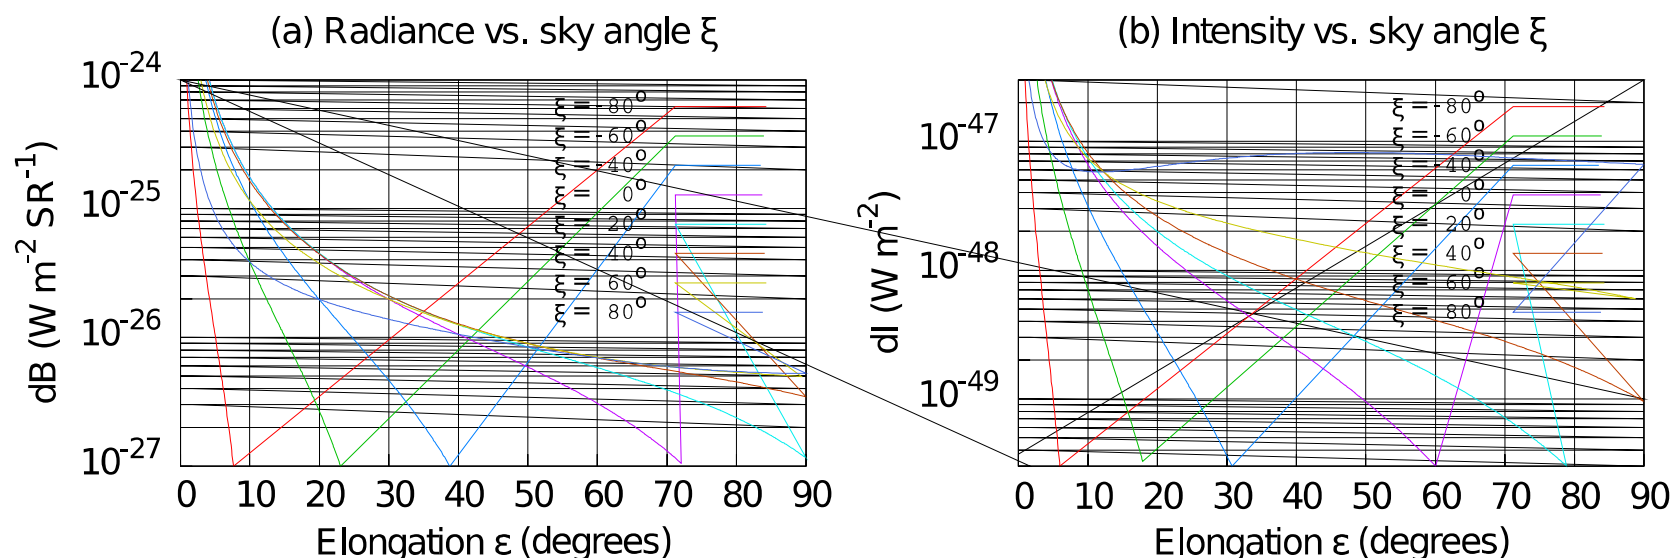 (a) Radiance vs. sky angle ξ
dB (W m⁻² SR⁻¹)
10⁻²⁴
10⁻²⁵
10⁻²⁶
10⁻²⁷
ξ = -80°
ξ = -60°
ξ = -40°
ξ = 0°
ξ = 20°
ξ = 40°
ξ = 60°
ξ = 80°
0 10 20 30 40 50 60 70 80 90
Elongation ε (degrees)
(b) Intensity vs. sky angle ξ
dI (W m⁻²)
10⁻⁴⁷
10⁻⁴⁸
10⁻⁴⁹
ξ = -80°
ξ = -60°
ξ = -40°
ξ = 0°
ξ = 20°
ξ = 40°
ξ = 60°
ξ = 80°
0 10 20 30 40 50 60 70 80 90
Elongation ε (degrees)